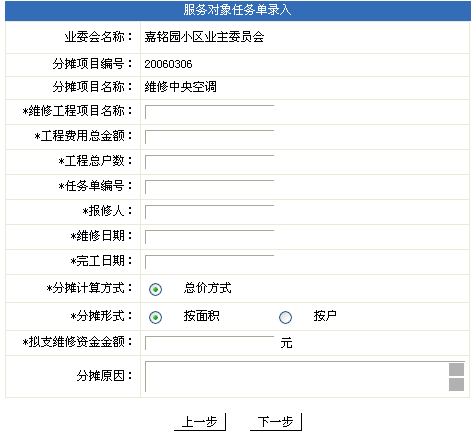 服务对象任务单录入
业委会名称： 嘉铭园小区业主委员会
分摊项目编号： 20060306
分摊项目名称： 维修中央空调
*维修工程项目名称：
*工程费用总金额：
*工程总户数：
*任务单编号：
*报修人：
*维修日期：
*完工日期：
*分摊计算方式： 总价方式
*分摊形式： 按面积 按户
*拟支维修资金金额： 元
分摊原因：
上一步 下一步